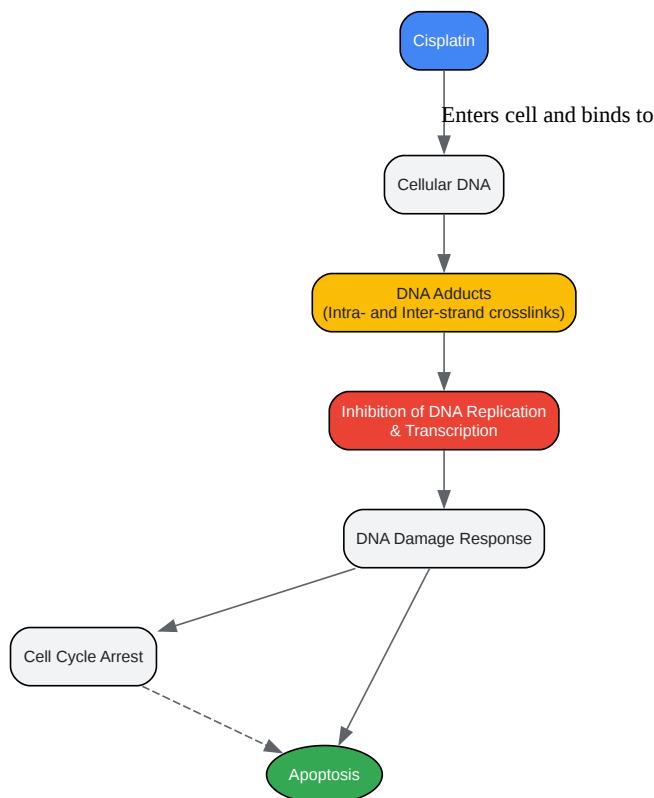 Cisplatin
Enters cell and binds to
Cellular DNA
DNA Adducts
(Intra- and Inter-strand crosslinks)
Inhibition of DNA Replication
& Transcription
DNA Damage Response
Cell Cycle Arrest
Apoptosis